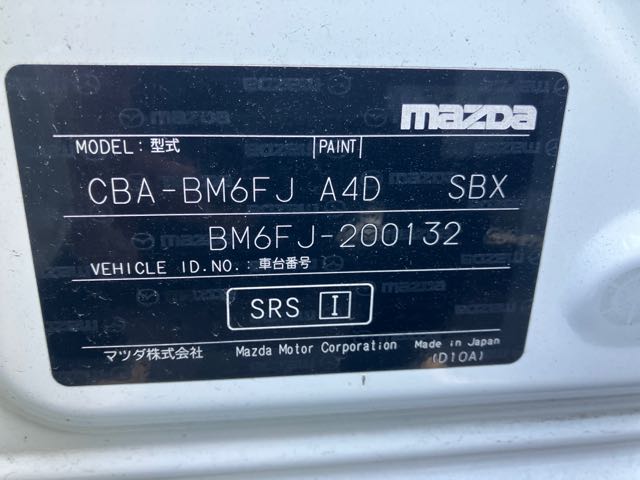 mazda
MODEL: 型式 PAINT
CBA-BM6FJ A4D SBX
BM6FJ-200132
VEHICLE ID.NO.: 車台番号
SRS I
マツダ株式会社 Mazda Motor Corporation Made in Japan
(D10A)